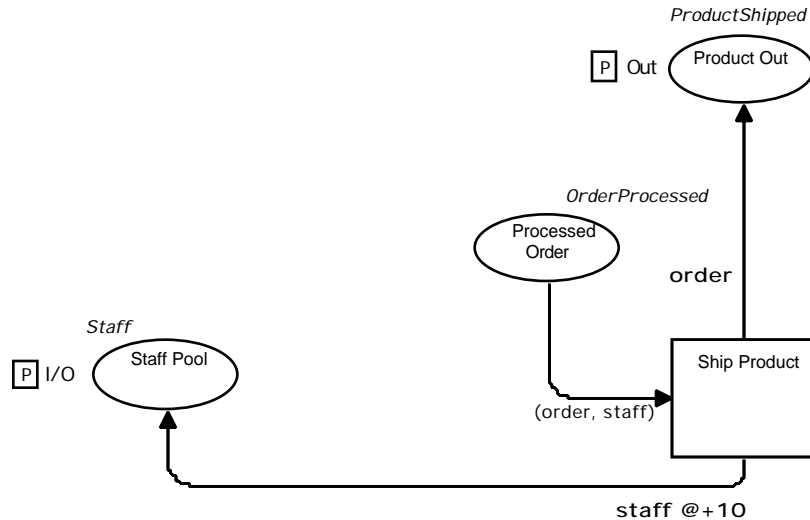 ProductShipped
P Out
Product Out
OrderProcessed
Processed
Order
order
Staff
P I/O
Staff Pool
Ship Product
(order, staff)
staff @+10